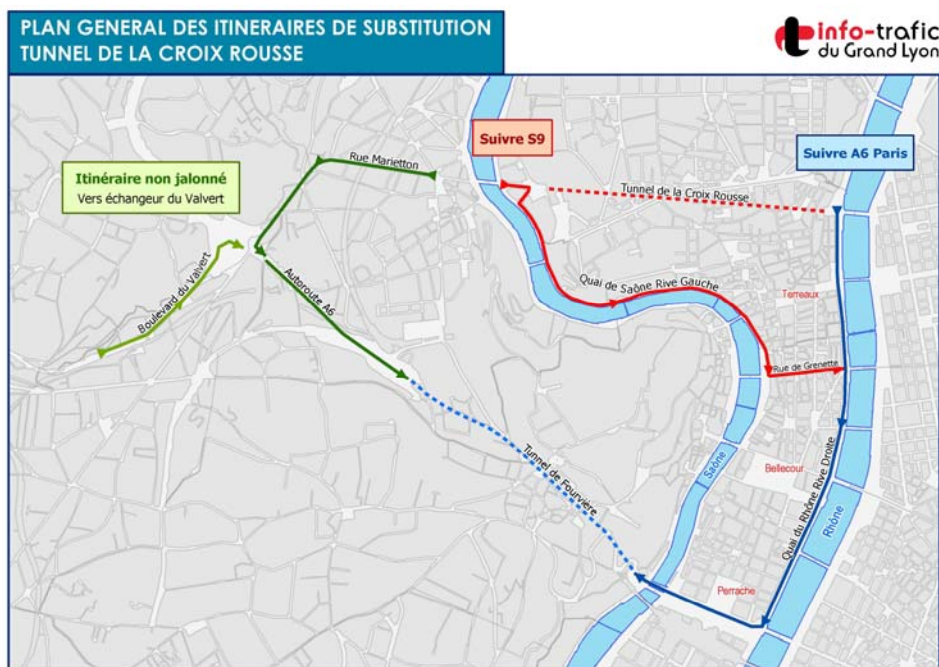 PLAN GENERAL DES ITINERAIRES DE SUBSTITUTION
TUNNEL DE LA CROIX ROUSSE
info-trafic
du Grand Lyon
Suivre S9
Suivre A6 Paris
Rue Marietton
Itinéraire non jalonné
Vers échangeur du Valvert
Tunnel de la Croix Rousse
Boulevard du Valvert
Autoroute A6
Quai de Saône Rive Gauche
Terreaux
Rue de Grenette
Tunnel de Fourvière
Saône
Bellecour
Quai du Rhône Rive Droite
Rhône
Perrache